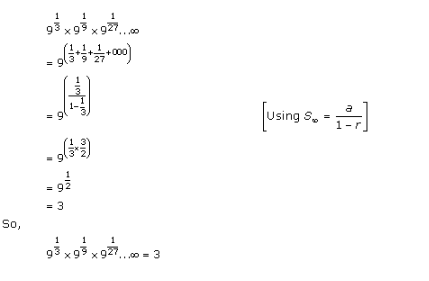 9^(1/3) × 9^(1/9) × 9^(1/27)...∞
= 9^(1/3+1/9+1/27+000)
= 9^((1/3)/(1-1/3)) [Using S_∞ = a/(1 - r)]
= 9^(1/3×3/2)
= 9^(1/2)
= 3
So,
9^(1/3) × 9^(1/9) × 9^(1/27)...∞ = 3